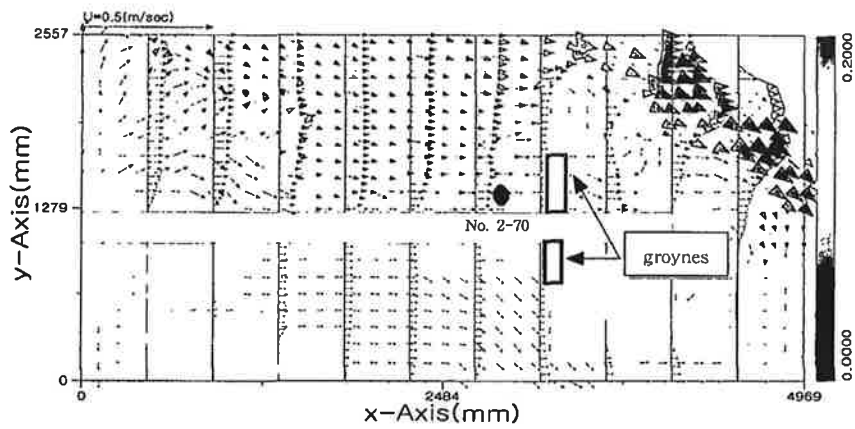 U=0.5(m/sec)
2557
1279
0
y-Axis(mm)
0
2484
4969
x-Axis(mm)
No. 2-70
groynes
0.2000
0.0000